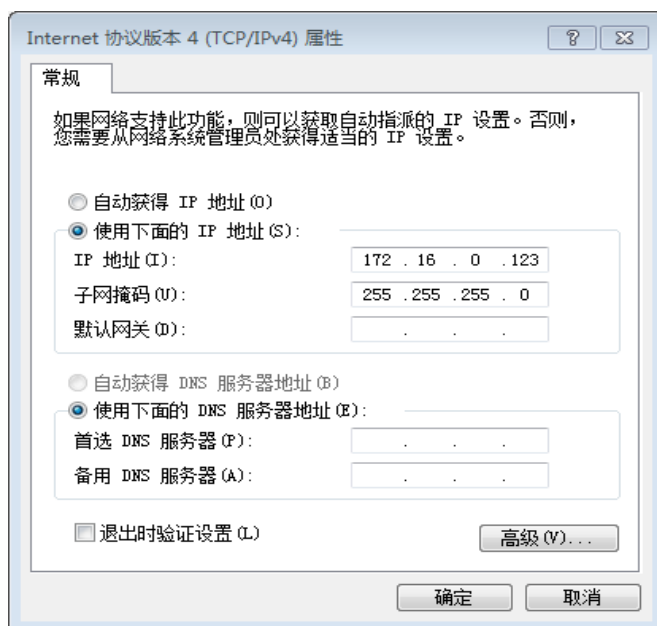 Internet 协议版本 4 (TCP/IPv4) 属性
常规
如果网络支持此功能，则可以获取自动指派的 IP 设置。否则，
您需要从网络系统管理员处获得适当的 IP 设置。
自动获得 IP 地址(O)
使用下面的 IP 地址(S):
IP 地址(I): 172 . 16 . 0 .123
子网掩码(U): 255 .255 .255 . 0
默认网关(D): . . .
自动获得 DNS 服务器地址(B)
使用下面的 DNS 服务器地址(E):
首选 DNS 服务器(P): . . .
备用 DNS 服务器(A): . . .
退出时验证设置(L)
高级(V)...
确定 取消